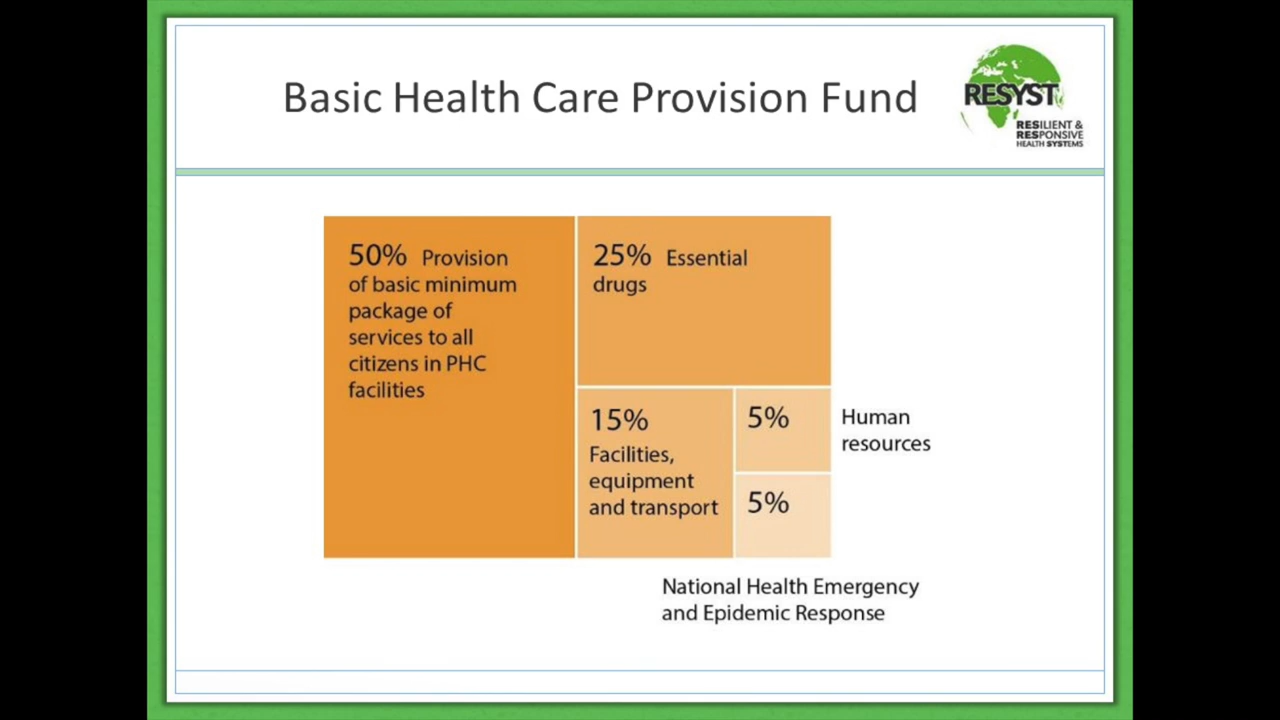 Basic Health Care Provision Fund
RESYST
RESILIENT &
RESPONSIVE
HEALTH SYSTEMS
50% Provision
of basic minimum
package of
services to all
citizens in PHC
facilities
25% Essential
drugs
15%
Facilities,
equipment
and transport
5%
Human
resources
5%
National Health Emergency
and Epidemic Response